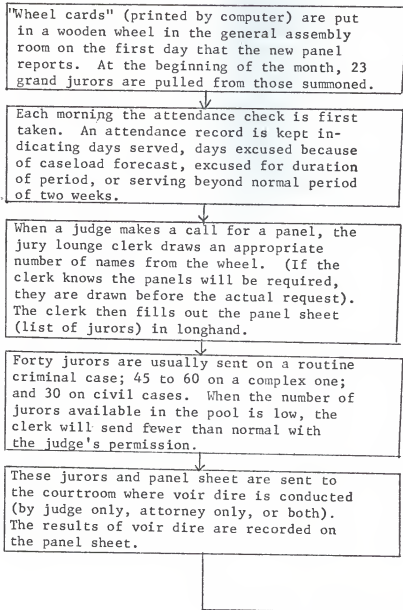 "Wheel cards" (printed by computer) are put
in a wooden wheel in the general assembly
room on the first day that the new panel
reports. At the beginning of the month, 23
grand jurors are pulled from those summoned.
Each morning the attendance check is first
taken. An attendance record is kept in-
dicating days served, days excused because
of caseload forecast, excused for duration
of period, or serving beyond normal period
of two weeks.
When a judge makes a call for a panel, the
jury lounge clerk draws an appropriate
number of names from the wheel. (If the
clerk knows the panels will be required,
they are drawn before the actual request).
The clerk then fills out the panel sheet
(list of jurors) in longhand.
Forty jurors are usually sent on a routine
criminal case; 45 to 60 on a complex one;
and 30 on civil cases. When the number of
jurors available in the pool is low, the
clerk will send fewer than normal with
the judge's permission.
These jurors and panel sheet are sent to
the courtroom where voir dire is conducted
(by judge only, attorney only, or both).
The results of voir dire are recorded on
the panel sheet.